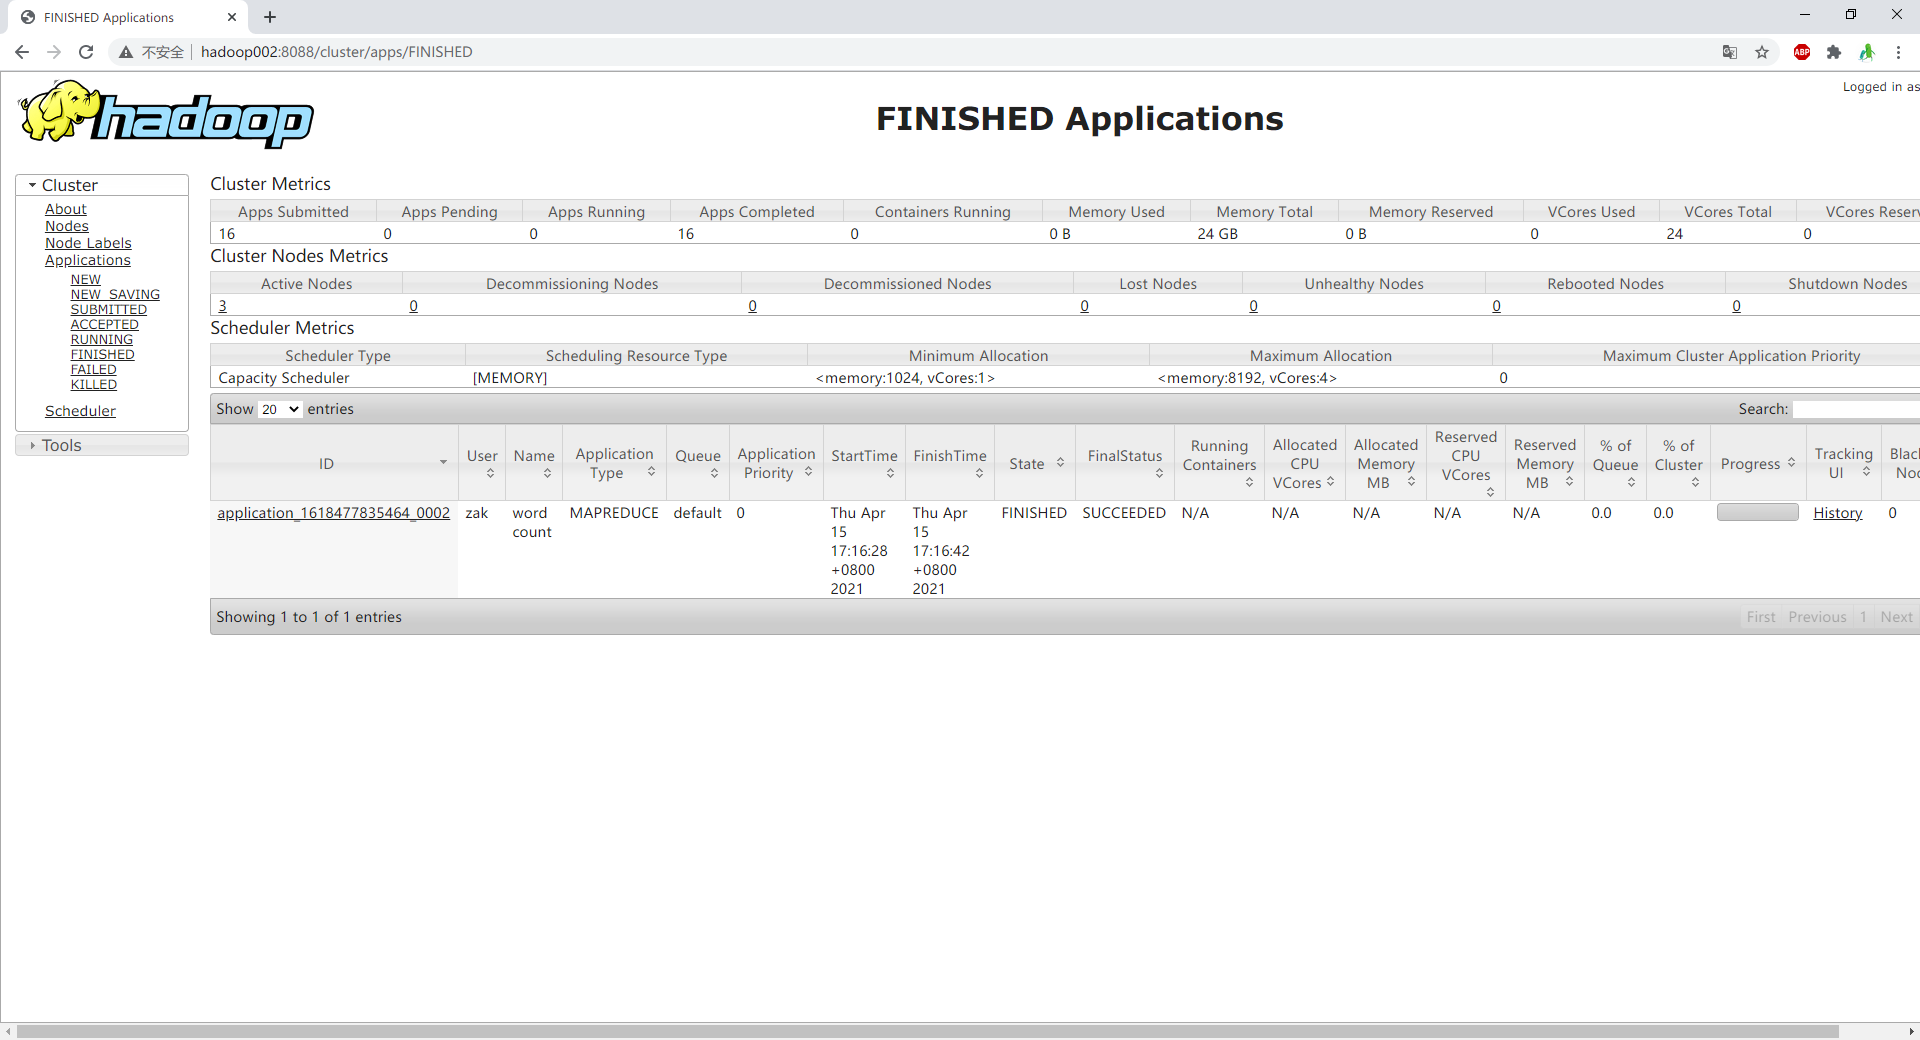 FINISHED Applications
不安全 hadoop002:8088/cluster/apps/FINISHED
ABP
hadoop
FINISHED Applications
Logged in as
Cluster
About
Nodes
Node Labels
Applications
NEW
NEW_SAVING
SUBMITTED
ACCEPTED
RUNNING
FINISHED
FAILED
KILLED
Scheduler
Tools
Cluster Metrics
Apps Submitted Apps Pending Apps Running Apps Completed Containers Running Memory Used Memory Total Memory Reserved VCores Used VCores Total VCores Reserv
16 0 0 16 0 0 B 24 GB 0 B 0 24 0
Cluster Nodes Metrics
Active Nodes Decommissioning Nodes Decommissioned Nodes Lost Nodes Unhealthy Nodes Rebooted Nodes Shutdown Nodes
3 0 0 0 0 0 0
Scheduler Metrics
Scheduler Type Scheduling Resource Type Minimum Allocation Maximum Allocation Maximum Cluster Application Priority
Capacity Scheduler [MEMORY] <memory:1024, vCores:1> <memory:8192, vCores:4> 0
Show 20 entries Search:
ID User Name Application Type Queue Application Priority StartTime FinishTime State FinalStatus Running Containers Allocated CPU VCores Allocated Memory MB Reserved CPU VCores Reserved Memory MB % of Queue % of Cluster Progress Tracking UI Blac Noc
application_1618477835464_0002 zak word count MAPREDUCE default 0 Thu Apr 15 17:16:28 +0800 2021 Thu Apr 15 17:16:42 +0800 2021 FINISHED SUCCEEDED N/A N/A N/A N/A N/A 0.0 0.0 History 0
Showing 1 to 1 of 1 entries First Previous 1 Next